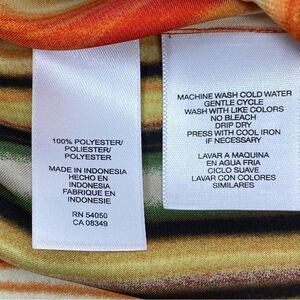 100% POLYESTER/
POLIESTER/
POLYESTER
MADE IN INDONESIA
HECHO EN
INDONESIA
FABRIQUE EN
INDONESIE
RN 54050
CA 08349
MACHINE WASH COLD WATER
GENTLE CYCLE
WASH WITH LIKE COLORS
NO BLEACH
DRIP DRY
PRESS WITH COOL IRON
IF NECESSARY
LAVAR A MAQUINA
EN AGUA FRIA
CICLO SUAVE
LAVAR CON COLORES
SIMILARES